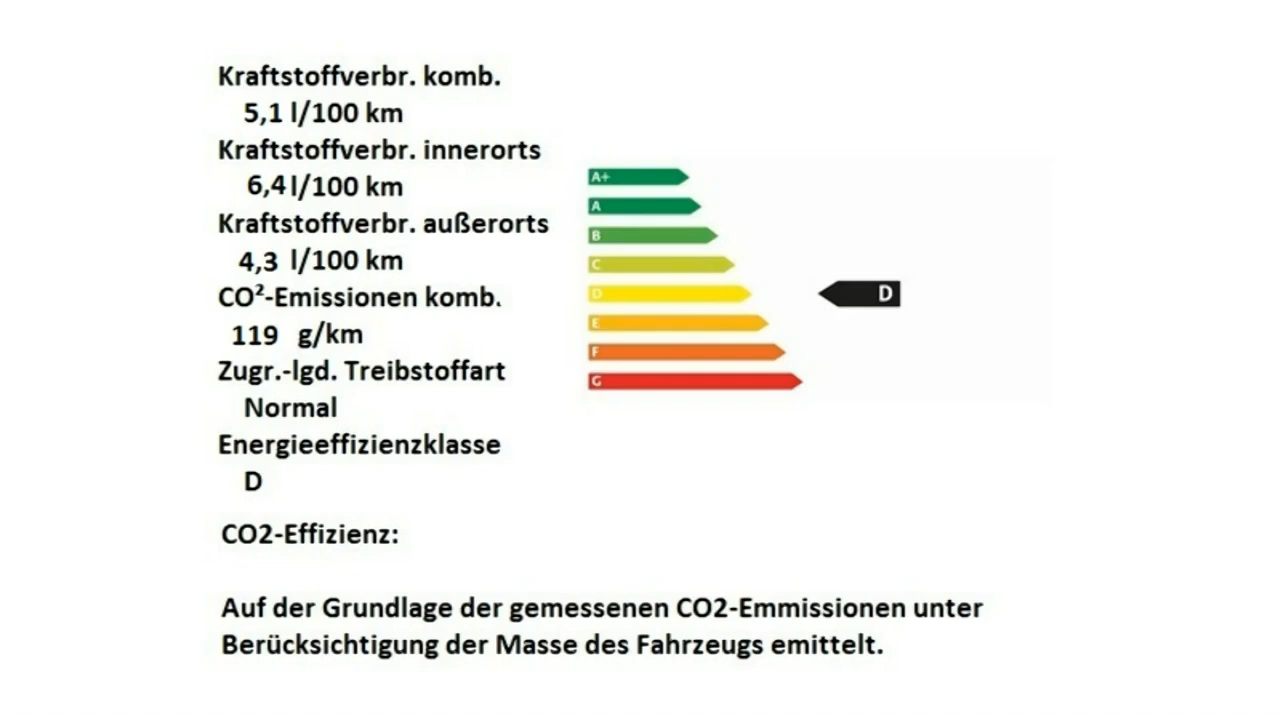 Kraftstoffverbr. komb.
5,1 l/100 km
Kraftstoffverbr. innerorts
6,4 l/100 km
Kraftstoffverbr. außerorts
4,3 l/100 km
CO²-Emissionen komb.
119 g/km
Zugr.-lgd. Treibstoffart
Normal
Energieeffizienzklasse
D
A+
A
B
C
D
E
F
G
D
CO2-Effizienz:
Auf der Grundlage der gemessenen CO2-Emmissionen unter
Berücksichtigung der Masse des Fahrzeugs emittelt.